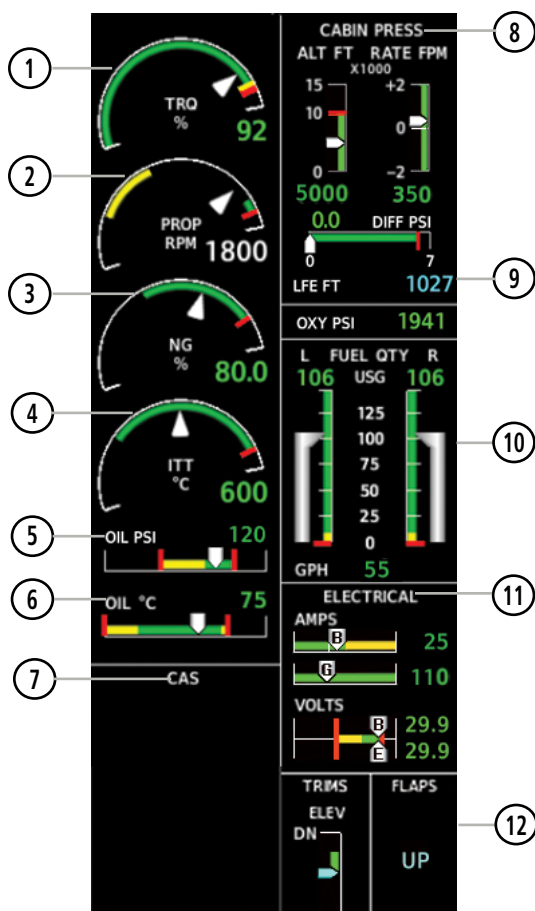 1
TRQ
%
92
2
PROP
RPM
1800
3
NG
%
80.0
4
ITT
°C
600
5
OIL PSI 120
6
OIL °C 75
7
CAS
8
CABIN PRESS
ALT FT RATE FPM
X1000
15 +2
10 0
0 −2
5000 350
0.0 DIFF PSI
0 7
9
LFE FT 1027
OXY PSI 1941
L FUEL QTY R
106 USG 106
125
10
100
75
50
25
0
GPH 55
11
ELECTRICAL
AMPS
B 25
G 110
VOLTS
B 29.9
E 29.9
12
TRIMS FLAPS
ELEV
DN
UP